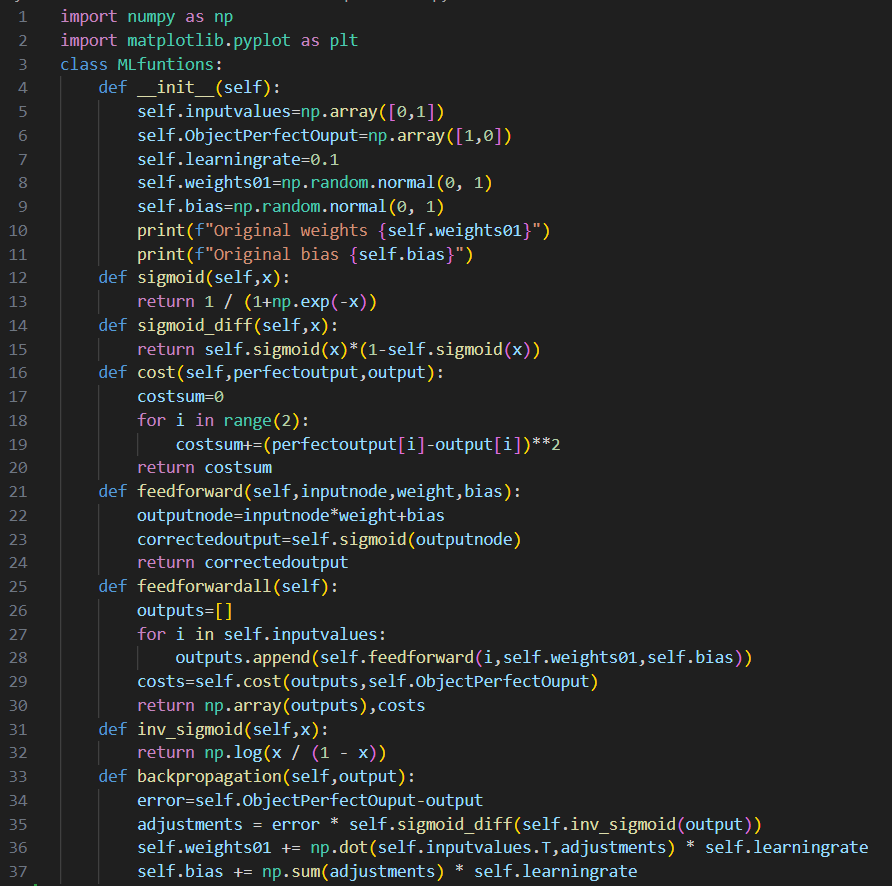 1 import numpy as np
2 import matplotlib.pyplot as plt
3 class MLfuntions:
4     def __init__(self):
5         self.inputvalues=np.array([0,1])
6         self.ObjectPerfectOuput=np.array([1,0])
7         self.learningrate=0.1
8         self.weights01=np.random.normal(0, 1)
9         self.bias=np.random.normal(0, 1)
10         print(f"Original weights {self.weights01}")
11         print(f"Original bias {self.bias}")
12     def sigmoid(self,x):
13         return 1 / (1+np.exp(-x))
14     def sigmoid_diff(self,x):
15         return self.sigmoid(x)*(1-self.sigmoid(x))
16     def cost(self,perfectoutput,output):
17         costsum=0
18         for i in range(2):
19             costsum+=(perfectoutput[i]-output[i])**2
20         return costsum
21     def feedforward(self,inputnode,weight,bias):
22         outputnode=inputnode*weight+bias
23         correctedoutput=self.sigmoid(outputnode)
24         return correctedoutput
25     def feedforwardall(self):
26         outputs=[]
27         for i in self.inputvalues:
28             outputs.append(self.feedforward(i,self.weights01,self.bias))
29         costs=self.cost(outputs,self.ObjectPerfectOuput)
30         return np.array(outputs),costs
31     def inv_sigmoid(self,x):
32         return np.log(x / (1 - x))
33     def backpropagation(self,output):
34         error=self.ObjectPerfectOuput-output
35         adjustments = error * self.sigmoid_diff(self.inv_sigmoid(output))
36         self.weights01 += np.dot(self.inputvalues.T,adjustments) * self.learningrate
37         self.bias += np.sum(adjustments) * self.learningrate